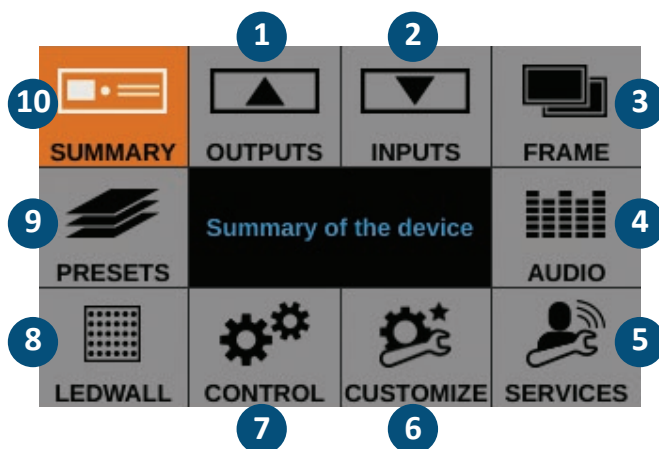 1
2
10
3
SUMMARY
OUTPUTS
INPUTS
FRAME
9
Summary of the device
4
PRESETS
AUDIO
8
5
LEDWALL
CONTROL
CUSTOMIZE
SERVICES
7
6